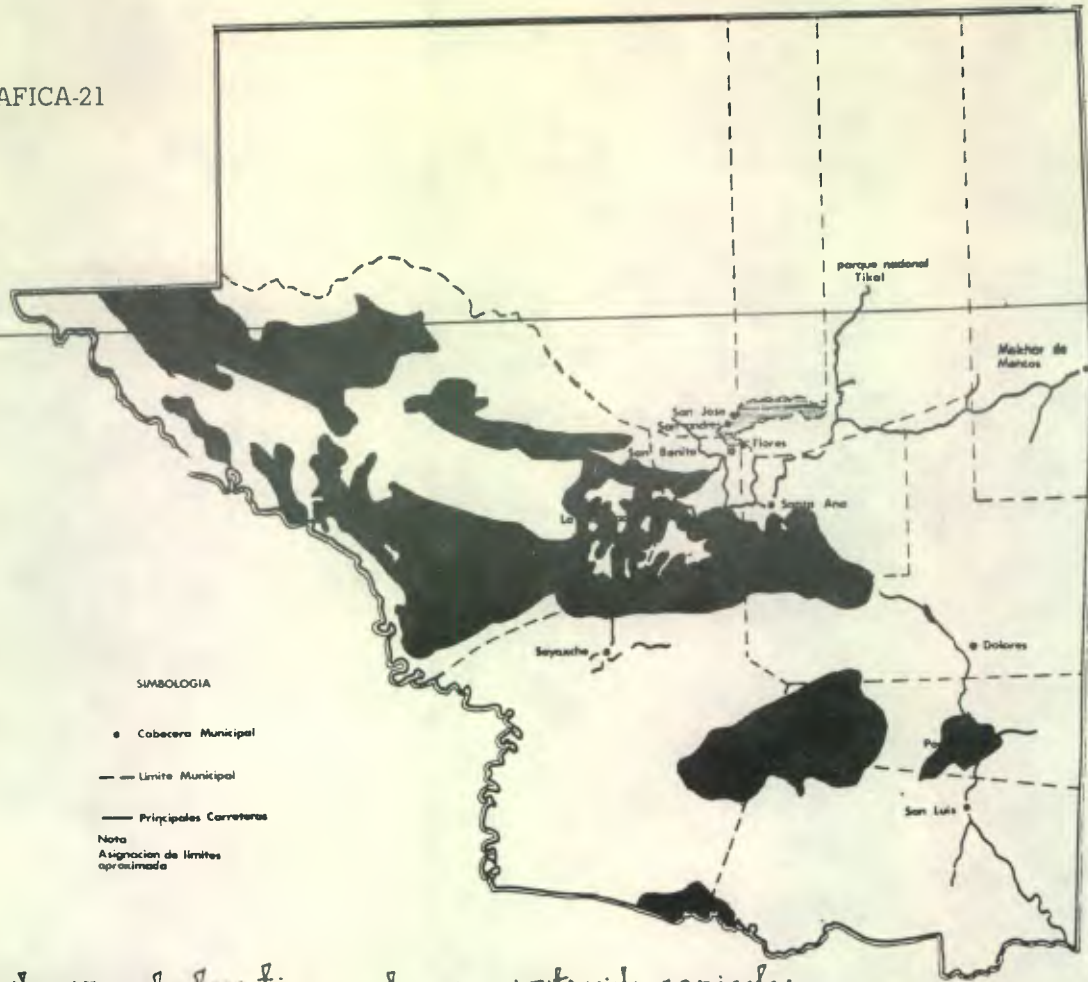 AFICA-21
parque nacional
Tikal
Melchor de
Mencos
San Jose
San andres
Flores
San Benito
Santa Ana
La
Sayaxche
Dolores
Po
San Luis
SIMBOLOGIA
Cabecera Municipal
Limite Municipal
Principales Carreteras
Nota
Asignacion de limites
aproximada